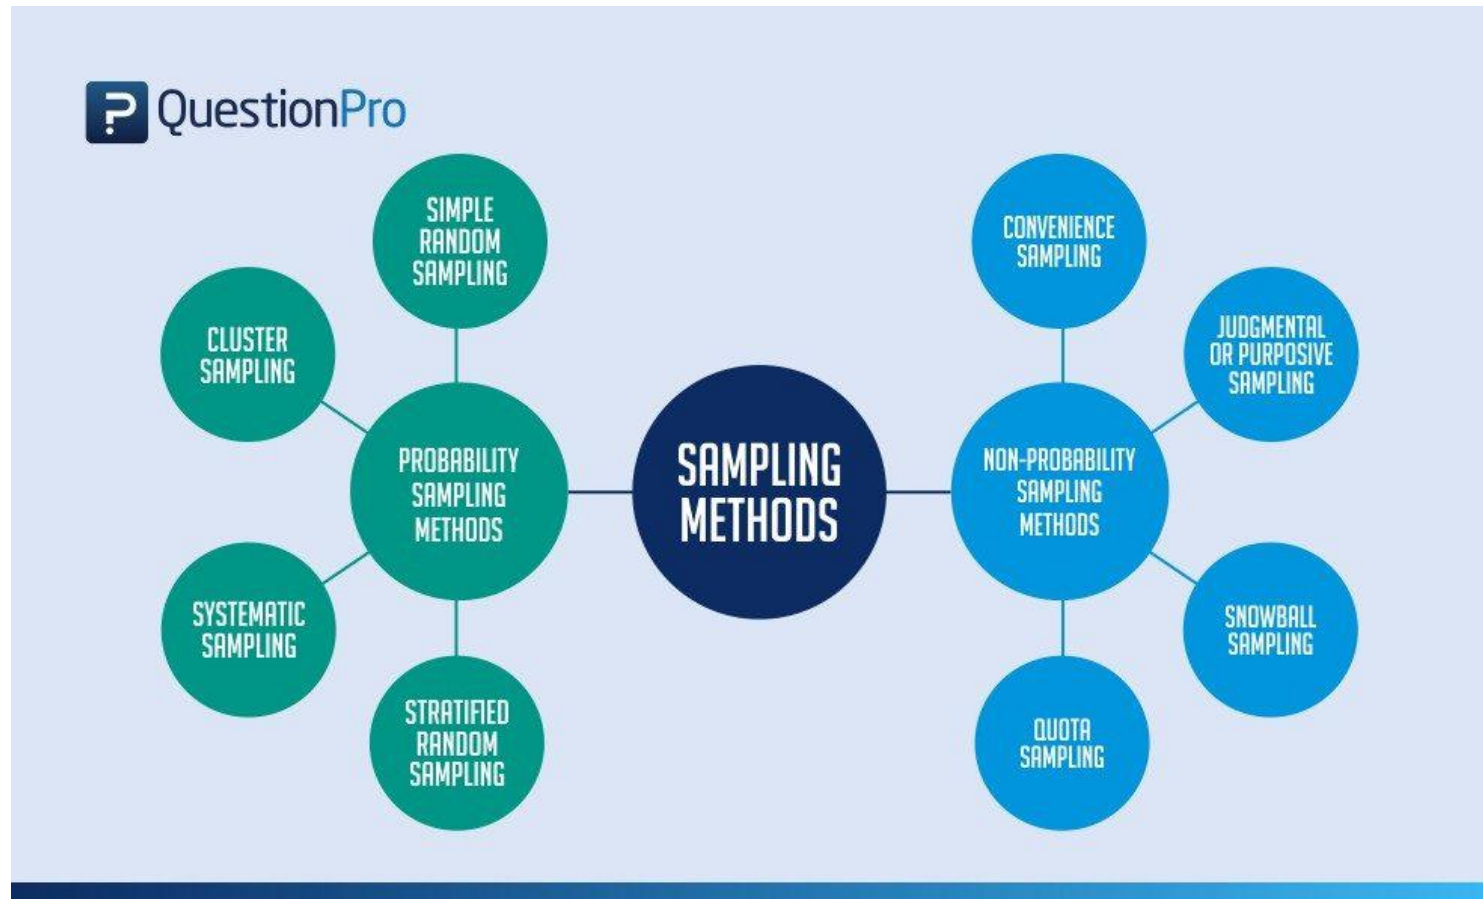 QuestionPro
SIMPLE
RANDOM
SAMPLING
CLUSTER
SAMPLING
PROBABILITY
SAMPLING
METHODS
SYSTEMATIC
SAMPLING
STRATIFIED
RANDOM
SAMPLING
SAMPLING
METHODS
CONVENIENCE
SAMPLING
JUDGMENTAL
OR PURPOSIVE
SAMPLING
NON-PROBABILITY
SAMPLING
METHODS
SNOWBALL
SAMPLING
QUOTA
SAMPLING